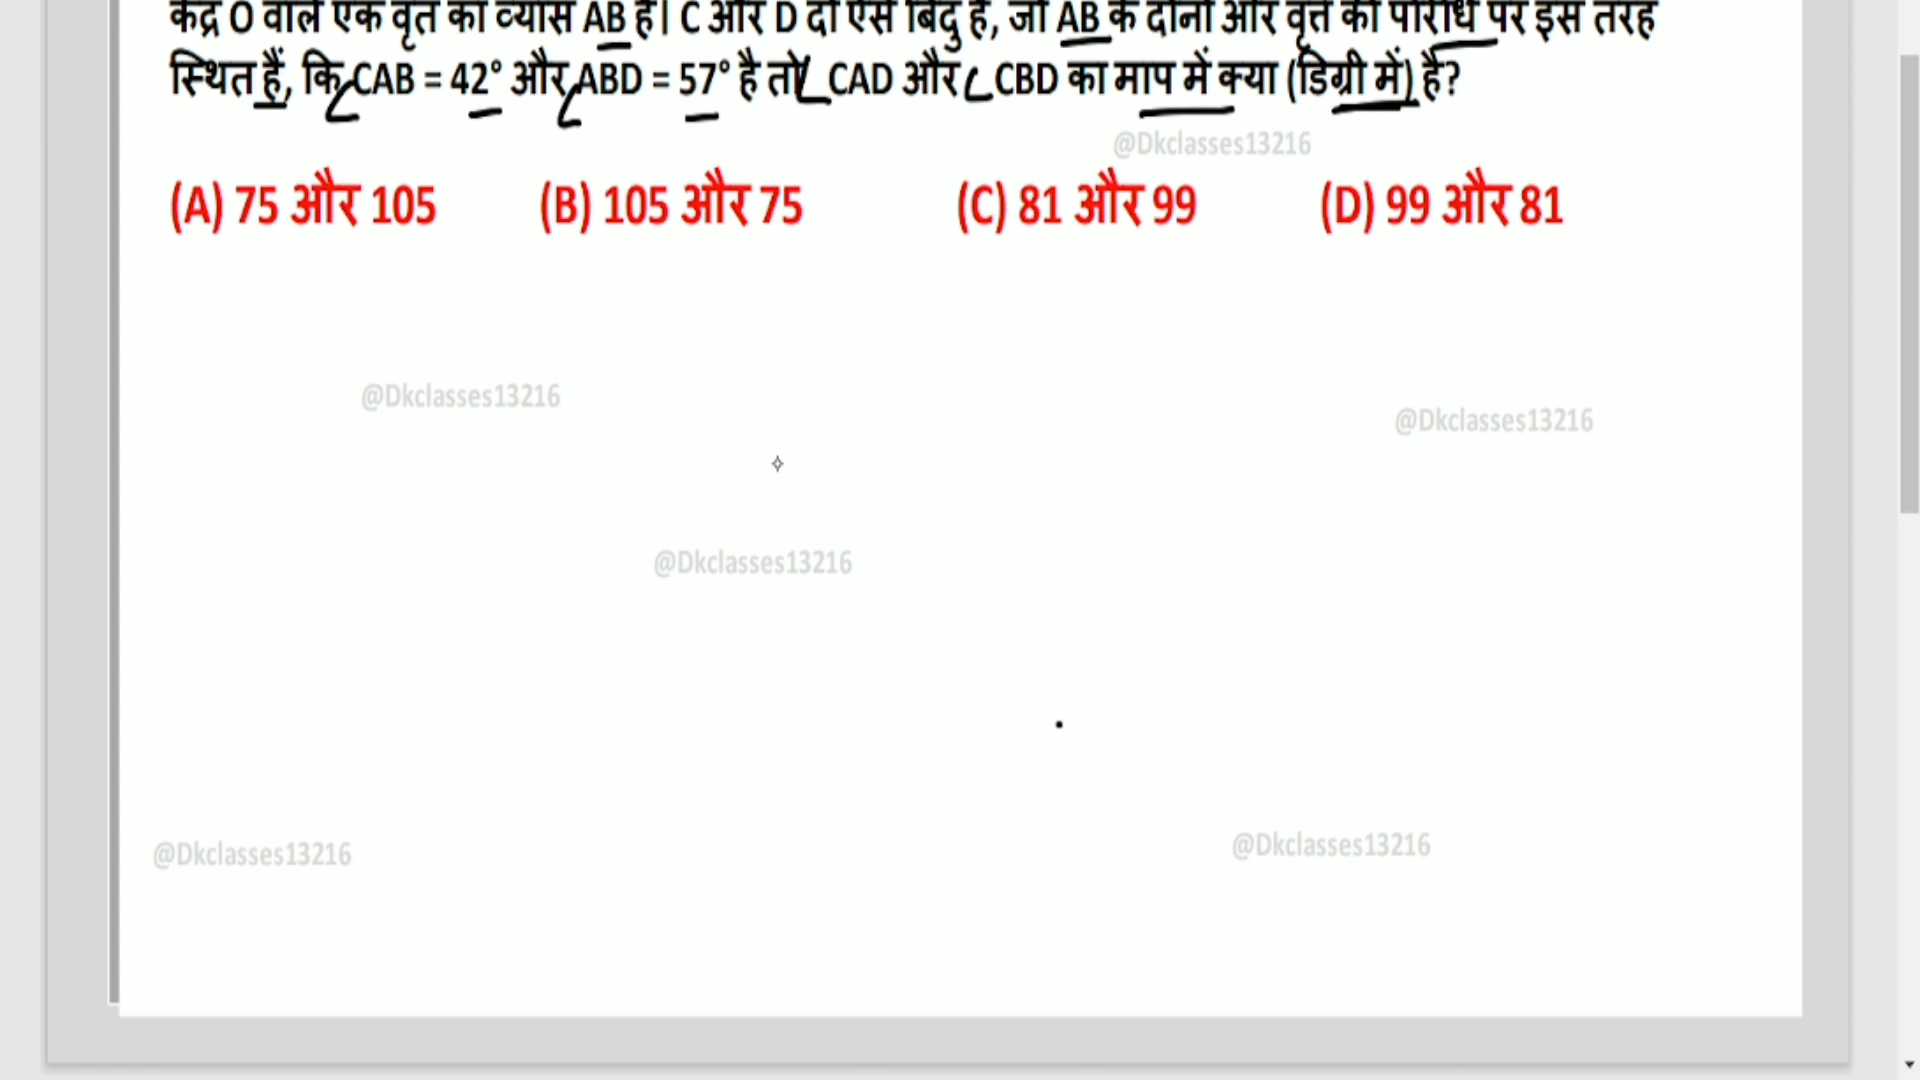 केंद्र O वाले एक वृत्त का व्यास AB है। C और D दो ऐसे बिंदु हैं, जो AB के दोनों ओर वृत्त की परिधि पर इस तरह
स्थित हैं, कि CAB = 42° और ABD = 57° है तो CAD और CBD का माप में क्या (डिग्री में) है?
@Dkclasses13216
(A) 75 और 105 (B) 105 और 75 (C) 81 और 99 (D) 99 और 81
@Dkclasses13216
@Dkclasses13216
@Dkclasses13216
@Dkclasses13216
@Dkclasses13216